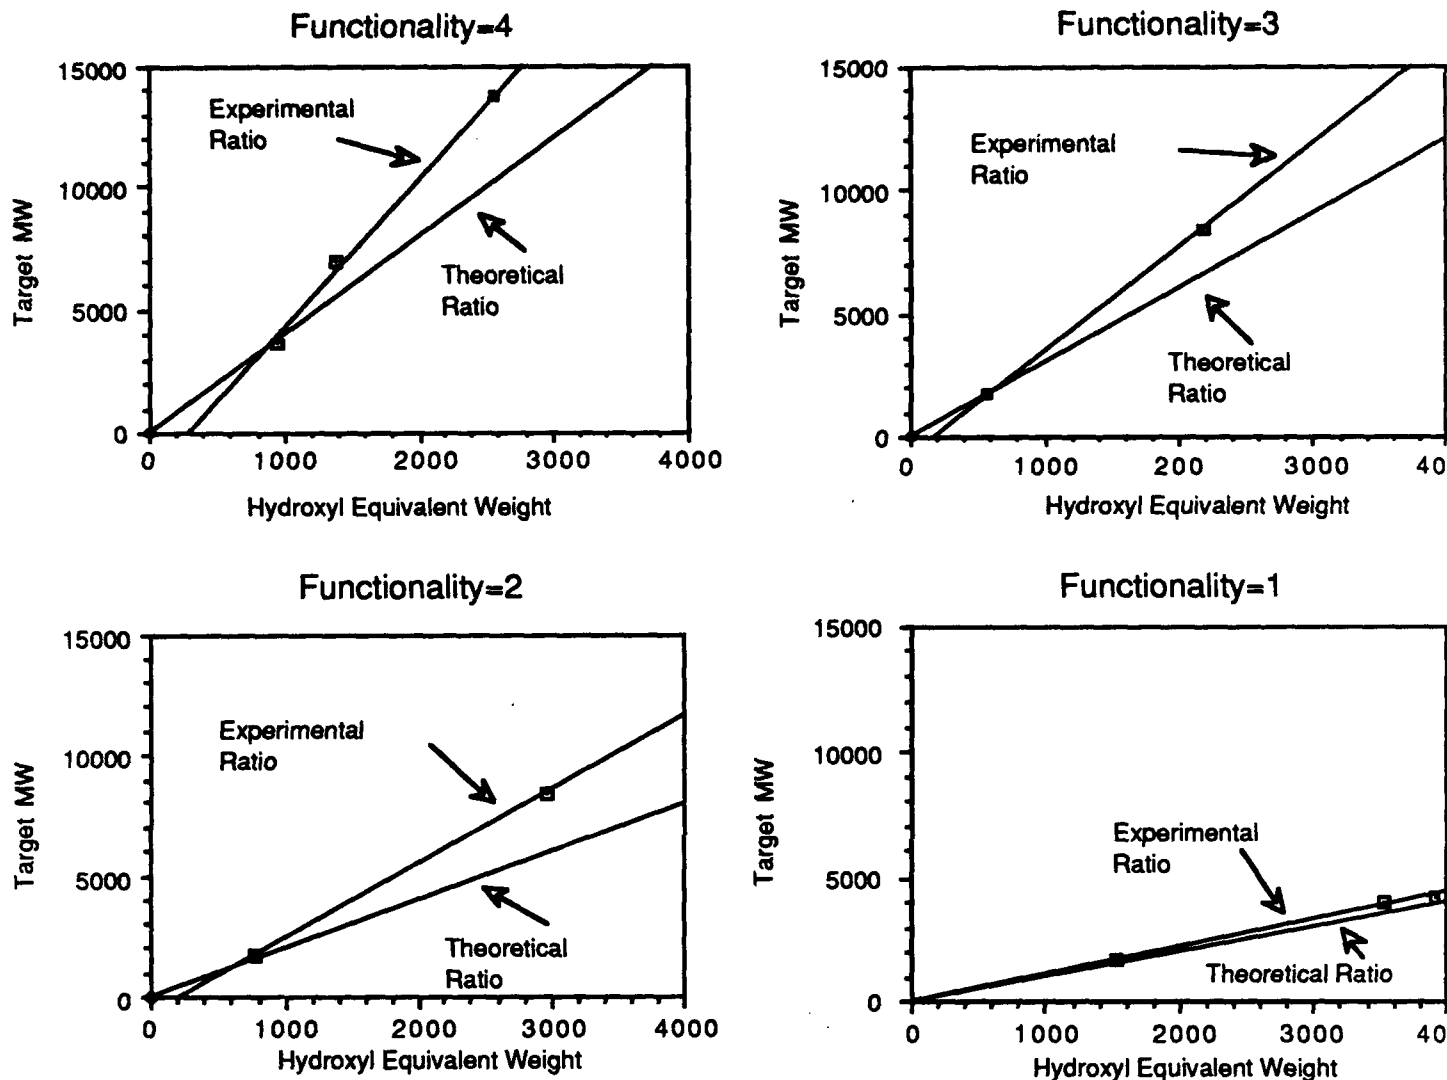 Functionality=4
15000
10000
5000
0
Target MW
Experimental
Ratio
Theoretical
Ratio
0 1000 2000 3000 4000
Hydroxyl Equivalent Weight
Functionality=3
15000
10000
5000
0
Target MW
Experimental
Ratio
Theoretical
Ratio
0 1000 200 3000 40
Hydroxyl Equivalent Weight
Functionality=2
15000
10000
5000
0
Target MW
Experimental
Ratio
Theoretical
Ratio
0 1000 2000 3000 4000
Hydroxyl Equivalent Weight
Functionality=1
15000
10000
5000
0
Target MW
Experimental
Ratio
Theoretical Ratio
0 1000 2000 3000 40
Hydroxyl Equivalent Weight